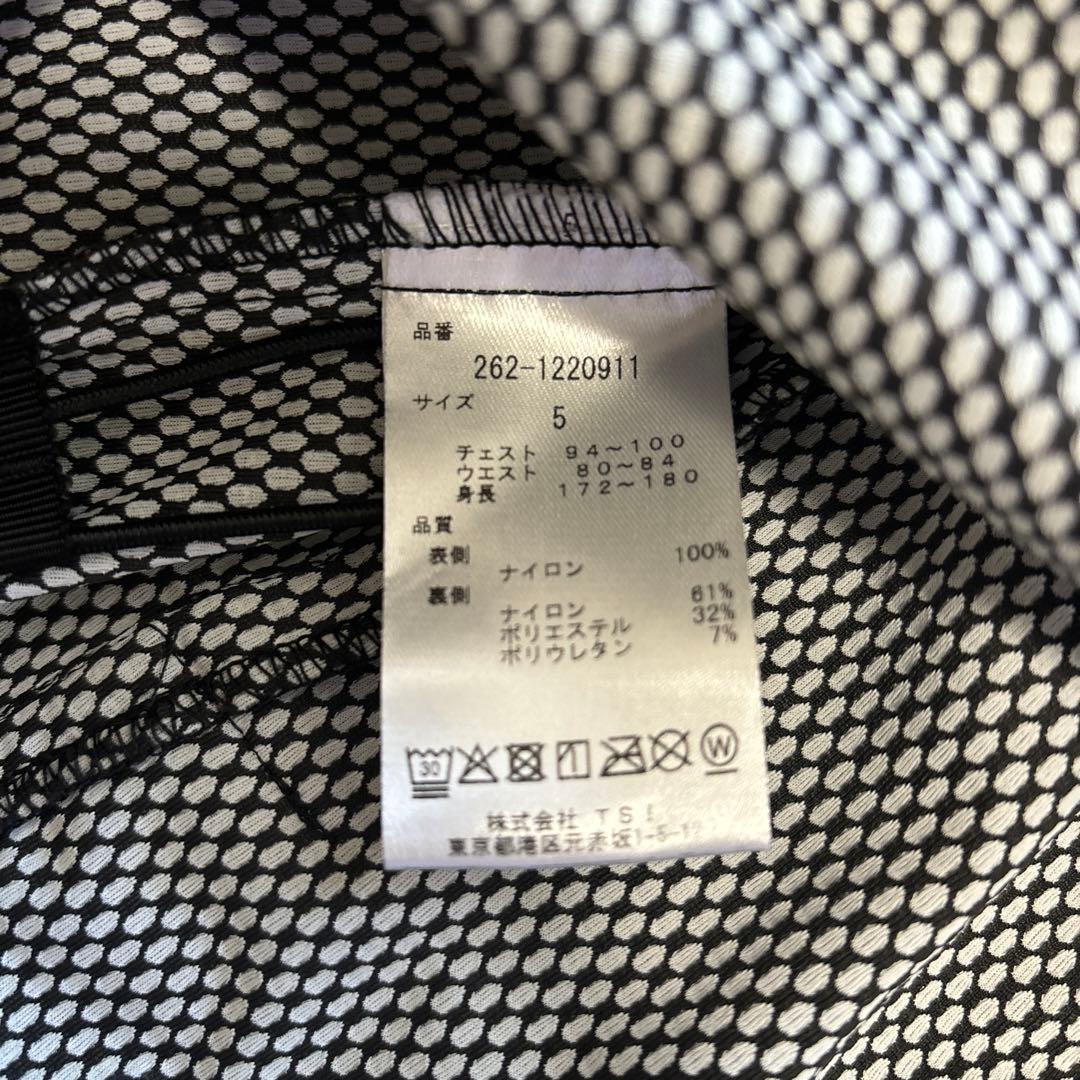 品番
262-1220911
サイズ
5
チェスト 94～100
ウエスト 80～84
身長 172～180
品質
表側
ナイロン 100%
裏側
ナイロン 61%
ポリエステル 32%
ポリウレタン 7%
30
W
株式会社 TSI
東京都港区元赤坂1-5-12